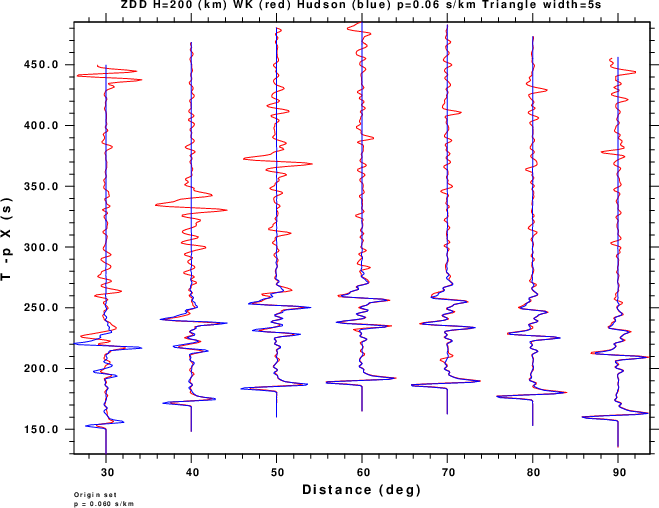 ZDD H=200 (km) WK (red) Hudson (blue) p=0.06 s/km Triangle width=5s
450.0
400.0
350.0
300.0
250.0
200.0
150.0
T -p X (s)
30 40 50 60 70 80 90
Distance (deg)
Origin set
p = 0.060 s/km